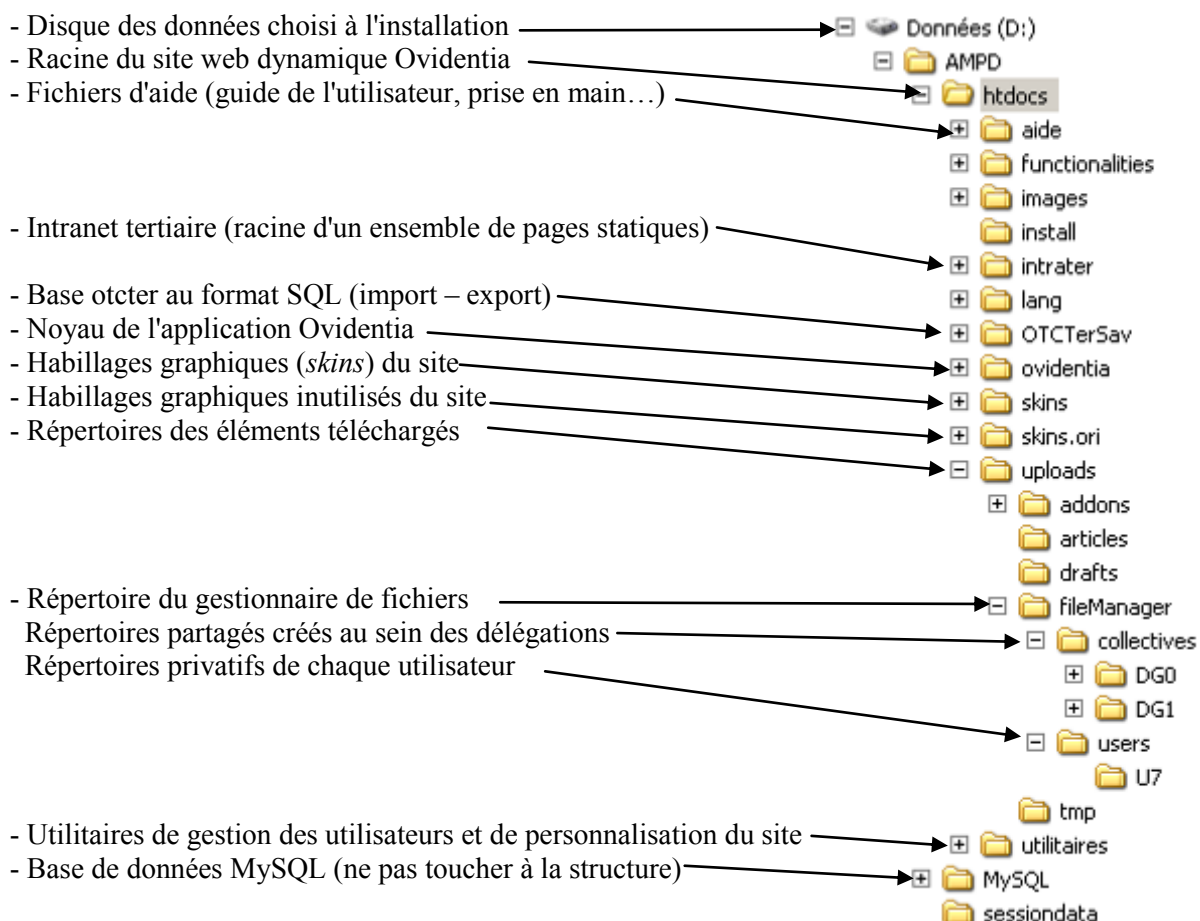 - Disque des données choisi à l'installation Données (D:)
- Racine du site web dynamique Ovidentia AMPD
- Fichiers d'aide (guide de l'utilisateur, prise en main…) htdocs
aide
functionalities
images
install
- Intranet tertiaire (racine d'un ensemble de pages statiques)
intrater
- Base otcter au format SQL (import – export) lang
- Noyau de l'application Ovidentia OTCTerSav
- Habillages graphiques (skins) du site ovidentia
- Habillages graphiques inutilisés du site skins
- Répertoires des éléments téléchargés skins.ori
uploads
addons
articles
drafts
- Répertoire du gestionnaire de fichiers fileManager
Répertoires partagés créés au sein des délégations collectives
Répertoires privatifs de chaque utilisateur DG0
DG1
users
U7
tmp
- Utilitaires de gestion des utilisateurs et de personnalisation du site utilitaires
- Base de données MySQL (ne pas toucher à la structure) MySQL
sessiondata